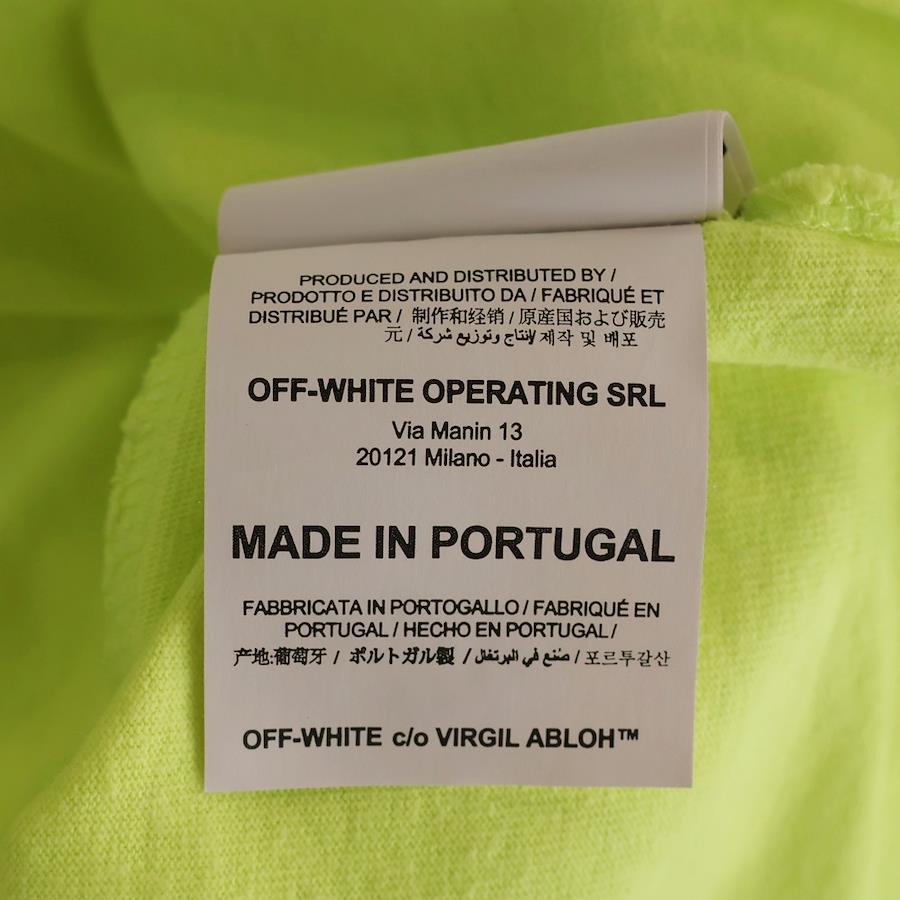 PRODUCED AND DISTRIBUTED BY /
PRODOTTO E DISTRIBUITO DA / FABRIQUÉ ET
DISTRIBUÉ PAR / 制作和经销 / 原産国および販売
元 / لإنتاج وتوزيع شركة 제작 및 배포
OFF-WHITE OPERATING SRL
Via Manin 13
20121 Milano - Italia
MADE IN PORTUGAL
FABBRICATA IN PORTOGALLO / FABRIQUÉ EN
PORTUGAL / HECHO EN PORTUGAL /
产地:葡萄牙 / ポルトガル製 / صُنع في البرتغال / 포르투갈산
OFF-WHITE c/o VIRGIL ABLOH™